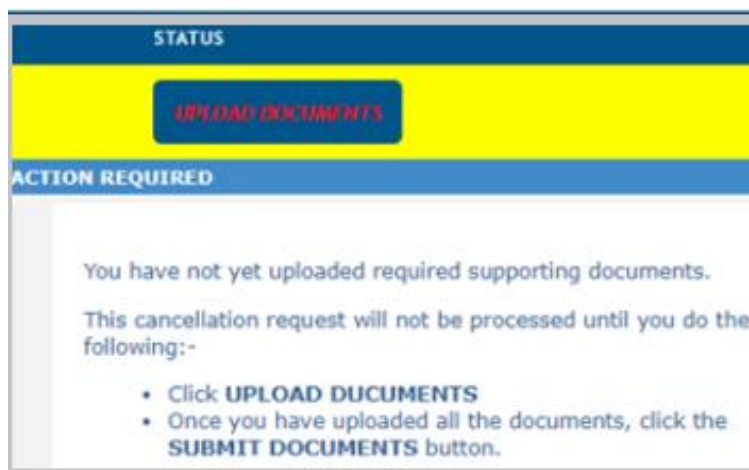 STATUS
UPLOAD DOCUMENTS
ACTION REQUIRED
You have not yet uploaded required supporting documents.
This cancellation request will not be processed until you do the
following:-
• Click UPLOAD DUCUMENTS
• Once you have uploaded all the documents, click the
SUBMIT DOCUMENTS button.